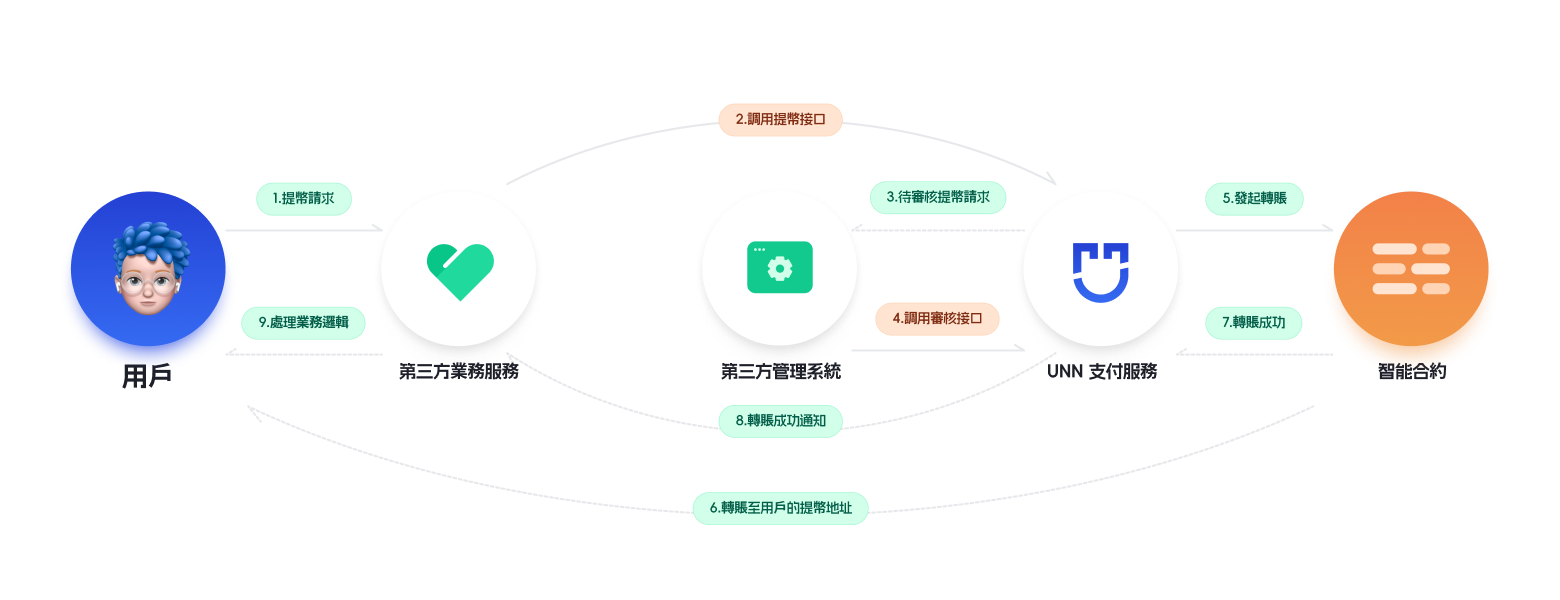 2.調用提幣接口
1.提幣請求
3.待審核提幣請求
5.發起轉賬
9.處理業務邏輯
4.調用審核接口
7.轉賬成功
用戶
第三方業務服務
第三方管理系統
UNN 支付服務
智能合約
8.轉賬成功通知
6.轉賬至用戶的提幣地址